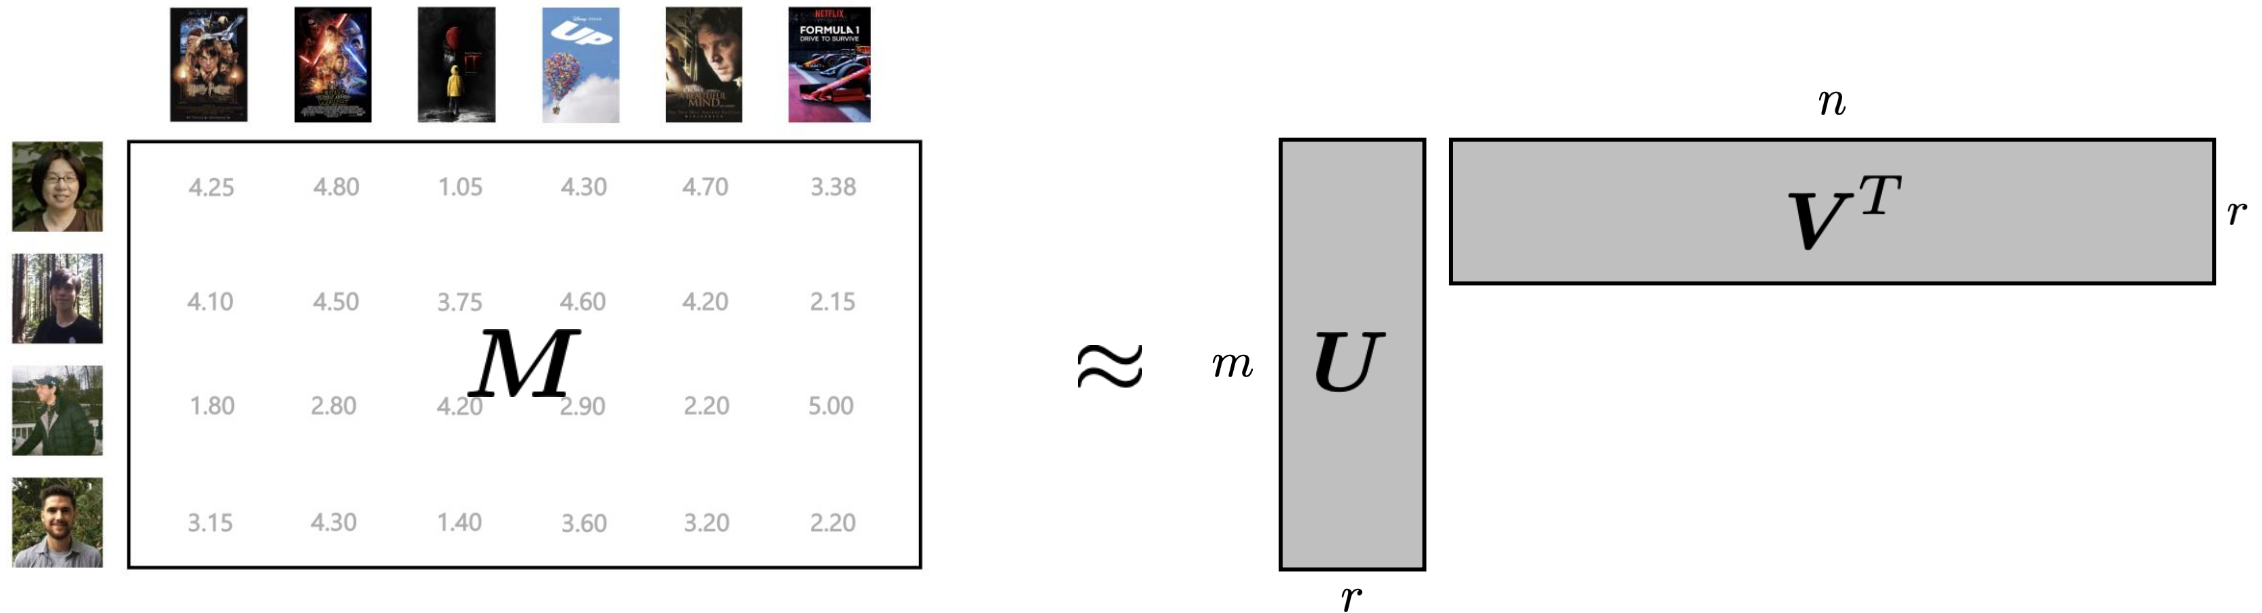 DISNEY · PIXAR
UP
A BEAUTIFUL
MIND
NETFLIX
FORMULA 1
DRIVE TO SURVIVE
n
4.25 4.80 1.05 4.30 4.70 3.38
4.10 4.50 3.75 4.60 4.20 2.15
1.80 2.80 4.20 2.90 2.20 5.00
3.15 4.30 1.40 3.60 3.20 2.20
M
≈
m
U
r
V^T
r